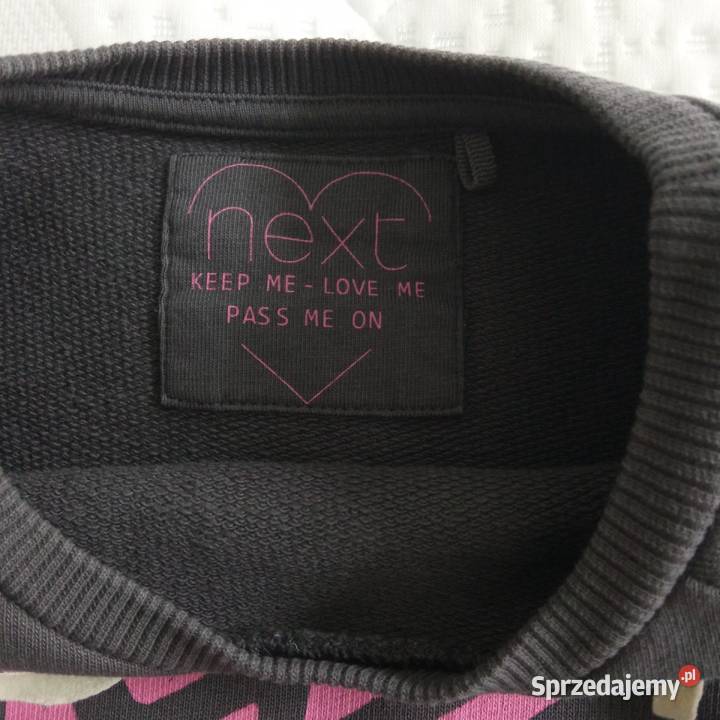 next
KEEP ME - LOVE ME
PASS ME ON
Sprzedajemy.pl